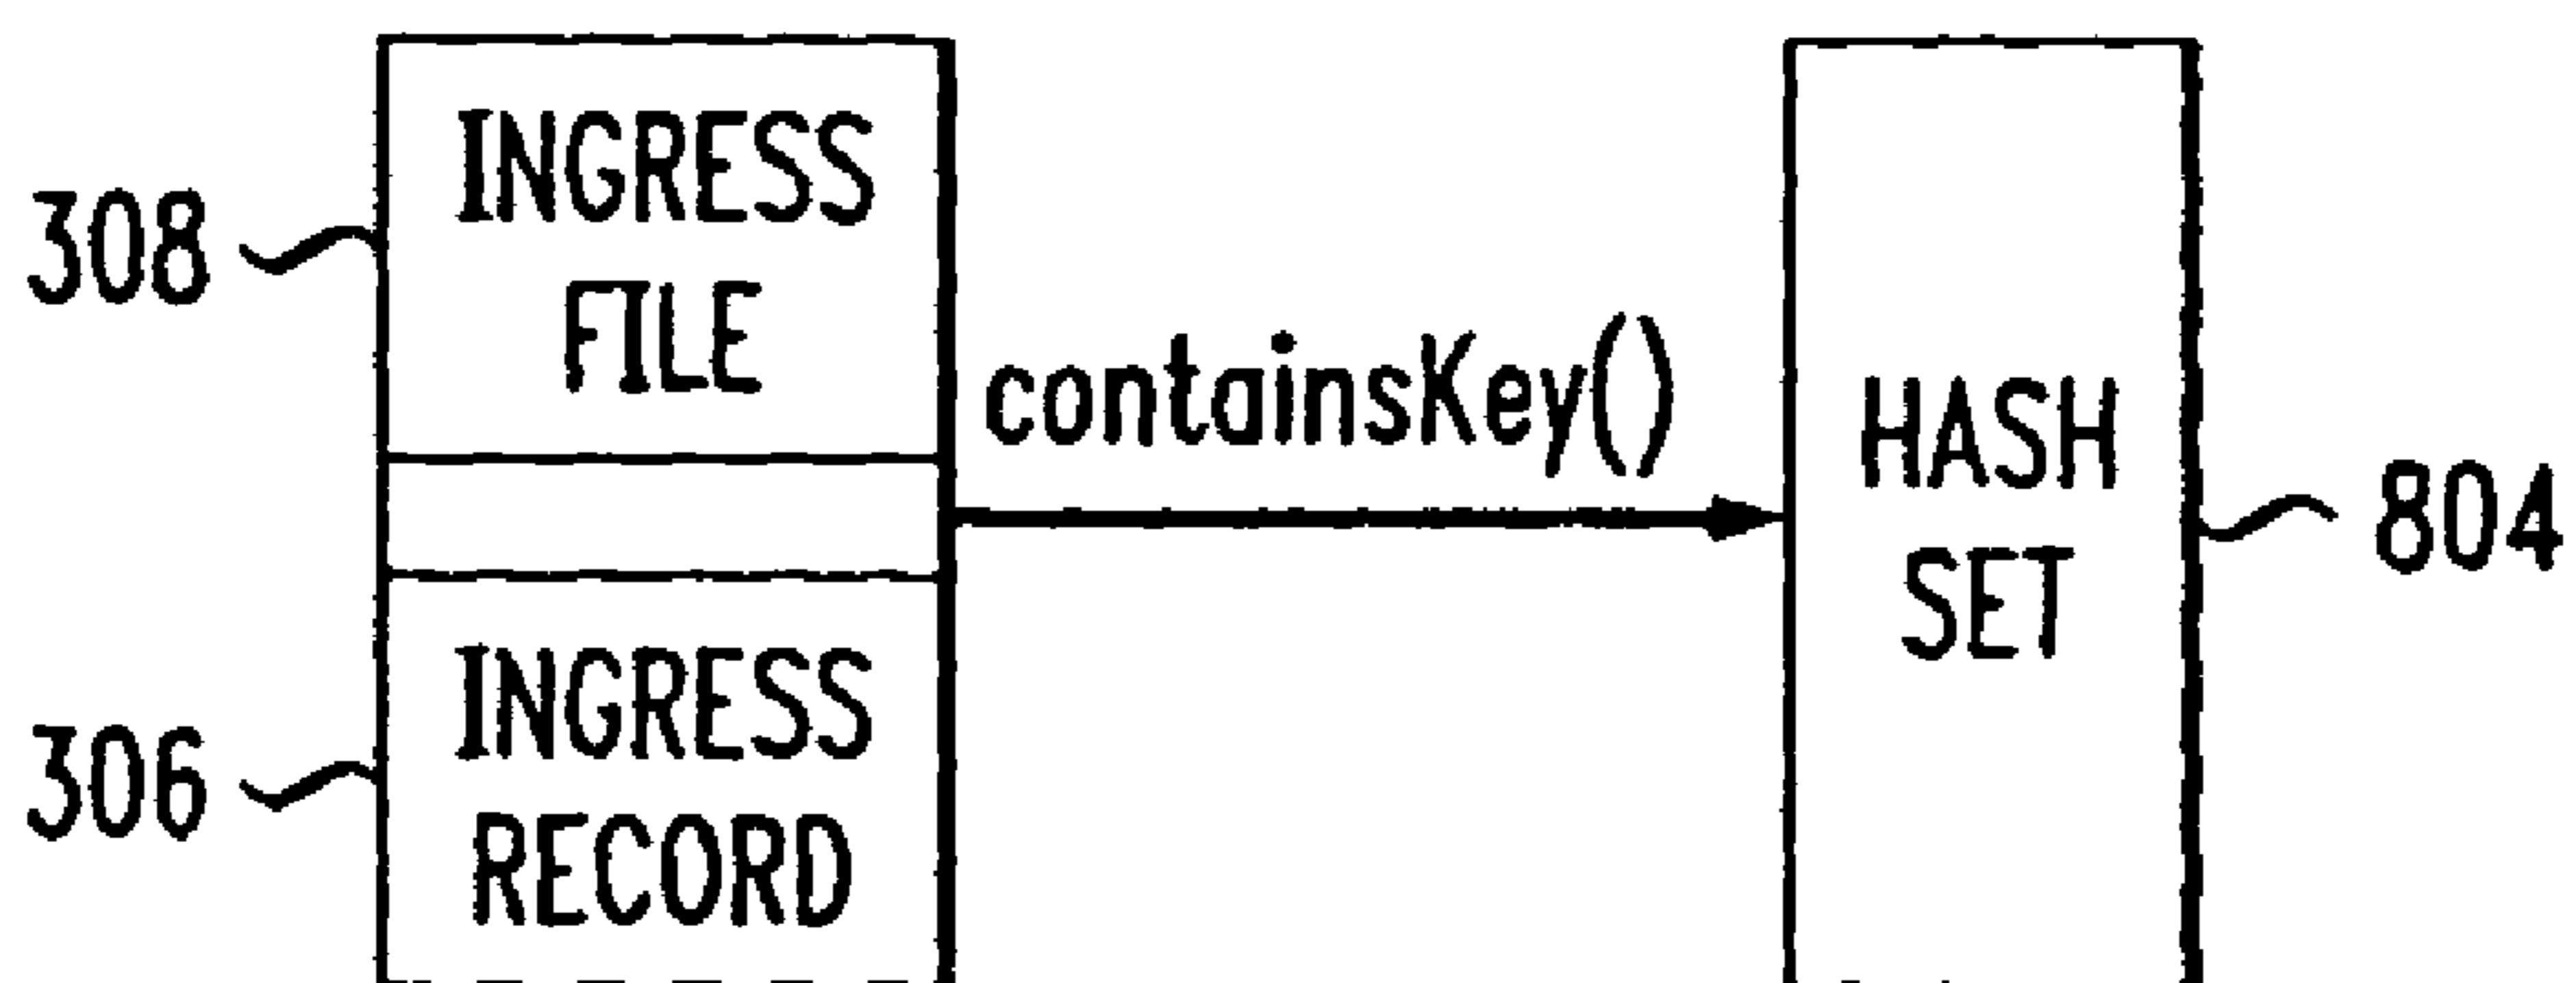 308
INGRESS
FILE
containsKey()
HASH
SET
804
306
INGRESS
RECORD